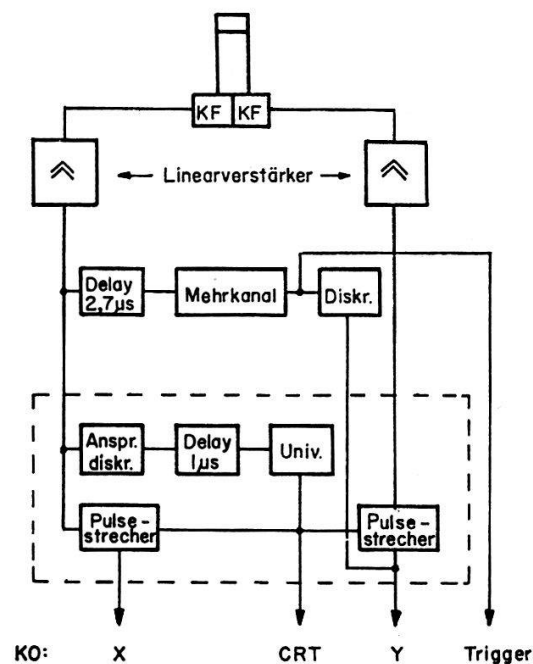 KF KF
Linearverstärker
Delay
2,7µs
Mehrkanal
Diskr.
Anspr.
diskr.
Delay
1µs
Univ.
Pulse-
strecher
Pulse-
strecher
KO: X CRT Y Trigger